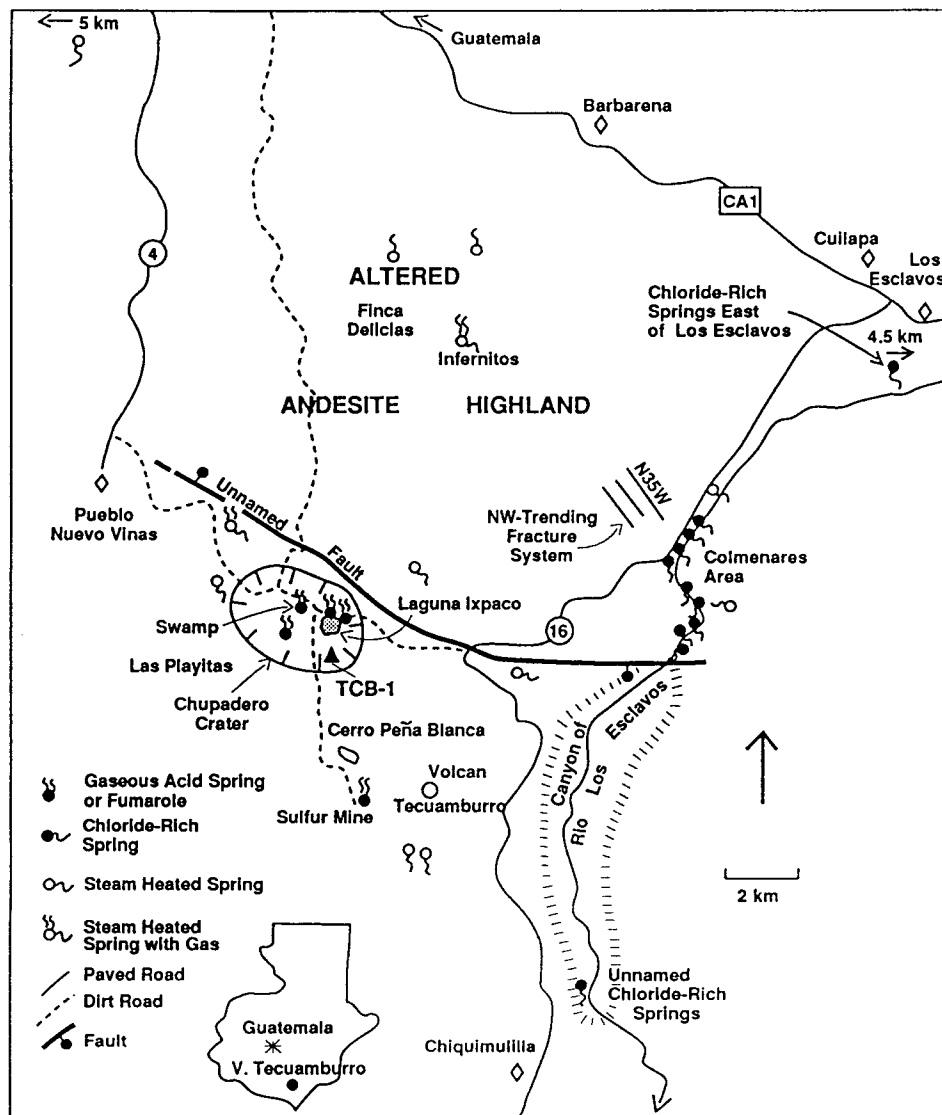 5 km
Guatemala
Barbarena
CA1
4
Cuilapa
Los
Esclavos
ALTERED
Finca
Delicias
Infernitos
Chloride-Rich
Springs East
of Los Esclavos
4.5 km
ANDESITE HIGHLAND
N35W
Pueblo
Nuevo Vinas
Unnamed
Fault
NW-Trending
Fracture
System
Colmenares
Area
Laguna Ixpaco
16
Swamp
Las Playitas
TCB-1
Chupadero
Crater
Canyon of
Rio Los Esclavos
Cerro Peña Blanca
Volcan
Tecuamburro
Sulfur Mine
Gaseous Acid Spring
or Fumarole
Chloride-Rich
Spring
Steam Heated Spring
Steam Heated
Spring with Gas
Paved Road
Dirt Road
Fault
2 km
Guatemala
V. Tecuamburro
Unnamed
Chloride-Rich
Springs
Chiquimulilla